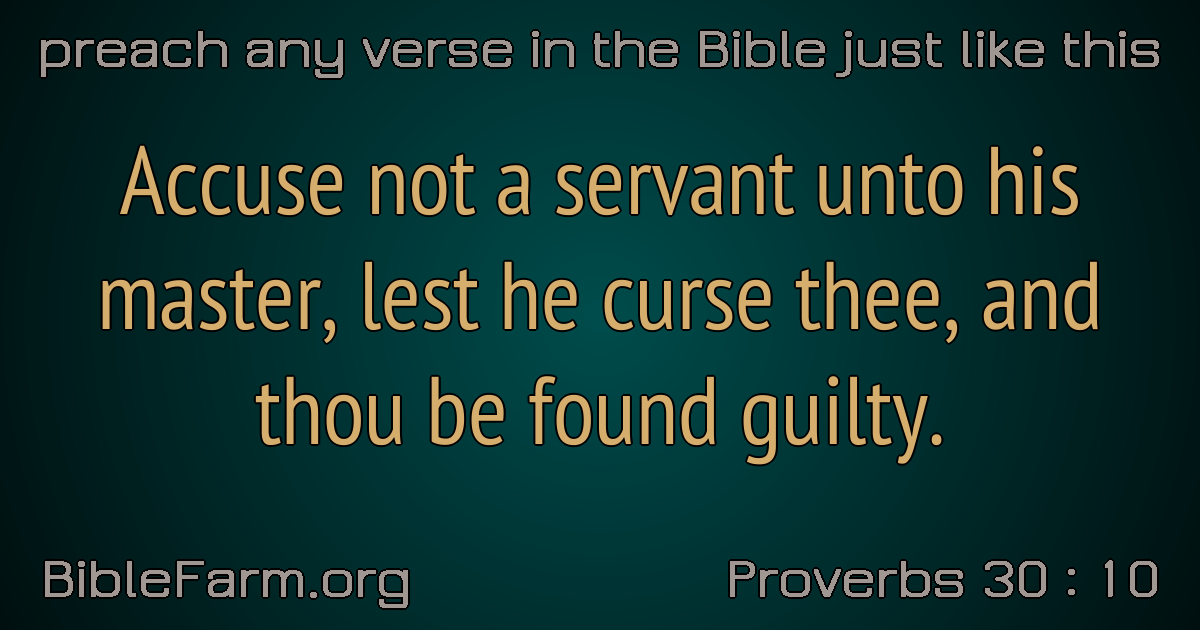 preach any verse in the Bible just like this
Accuse not a servant unto his
master, lest he curse thee, and
thou be found guilty.
BibleFarm.org
Proverbs 30 : 10